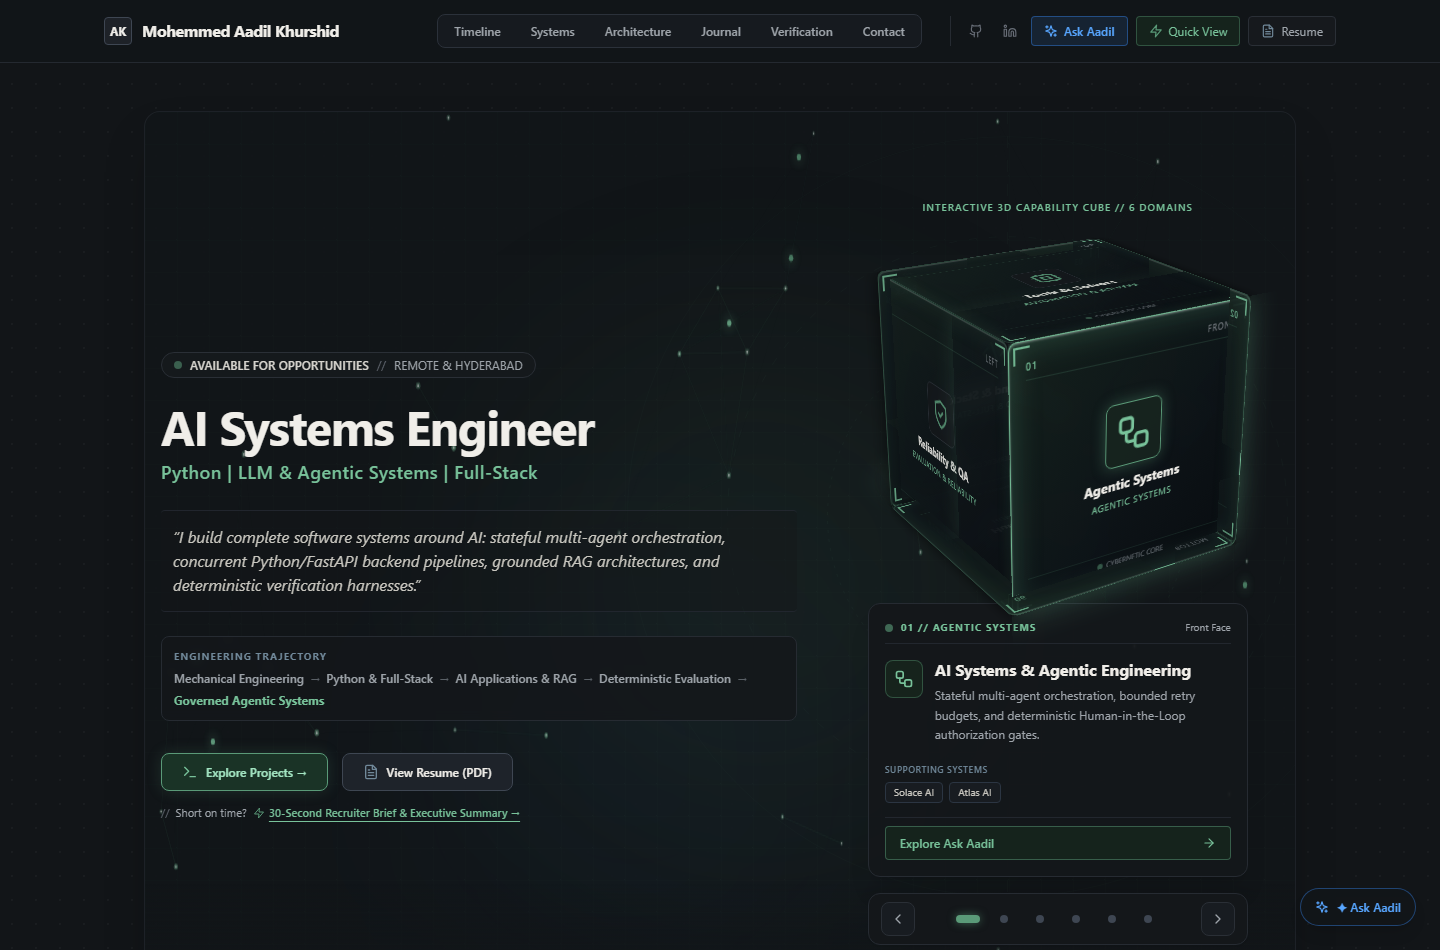 AK Mohemmed Aadil Khurshid
Timeline Systems Architecture Journal Verification Contact
Ask Aadil Quick View Resume
AVAILABLE FOR OPPORTUNITIES // REMOTE & HYDERABAD
AI Systems Engineer
Python | LLM & Agentic Systems | Full-Stack
“I build complete software systems around AI: stateful multi-agent orchestration,
concurrent Python/FastAPI backend pipelines, grounded RAG architectures, and
deterministic verification harnesses.”
ENGINEERING TRAJECTORY
Mechanical Engineering → Python & Full-Stack → AI Applications & RAG → Deterministic Evaluation →
Governed Agentic Systems
Explore Projects →
View Resume (PDF)
// Short on time? 30-Second Recruiter Brief & Executive Summary →
INTERACTIVE 3D CAPABILITY CUBE // 6 DOMAINS
LEFT
Reliability & QA
EVALUATION & RELIABILITY
01
Agentic Systems
AGENTIC SYSTEMS
CYBERNETIC CORE
01 // AGENTIC SYSTEMS
Front Face
AI Systems & Agentic Engineering
Stateful multi-agent orchestration, bounded retry
budgets, and deterministic Human-in-the-Loop
authorization gates.
SUPPORTING SYSTEMS
Solace AI Atlas AI
Explore Ask Aadil →
✦ Ask Aadil